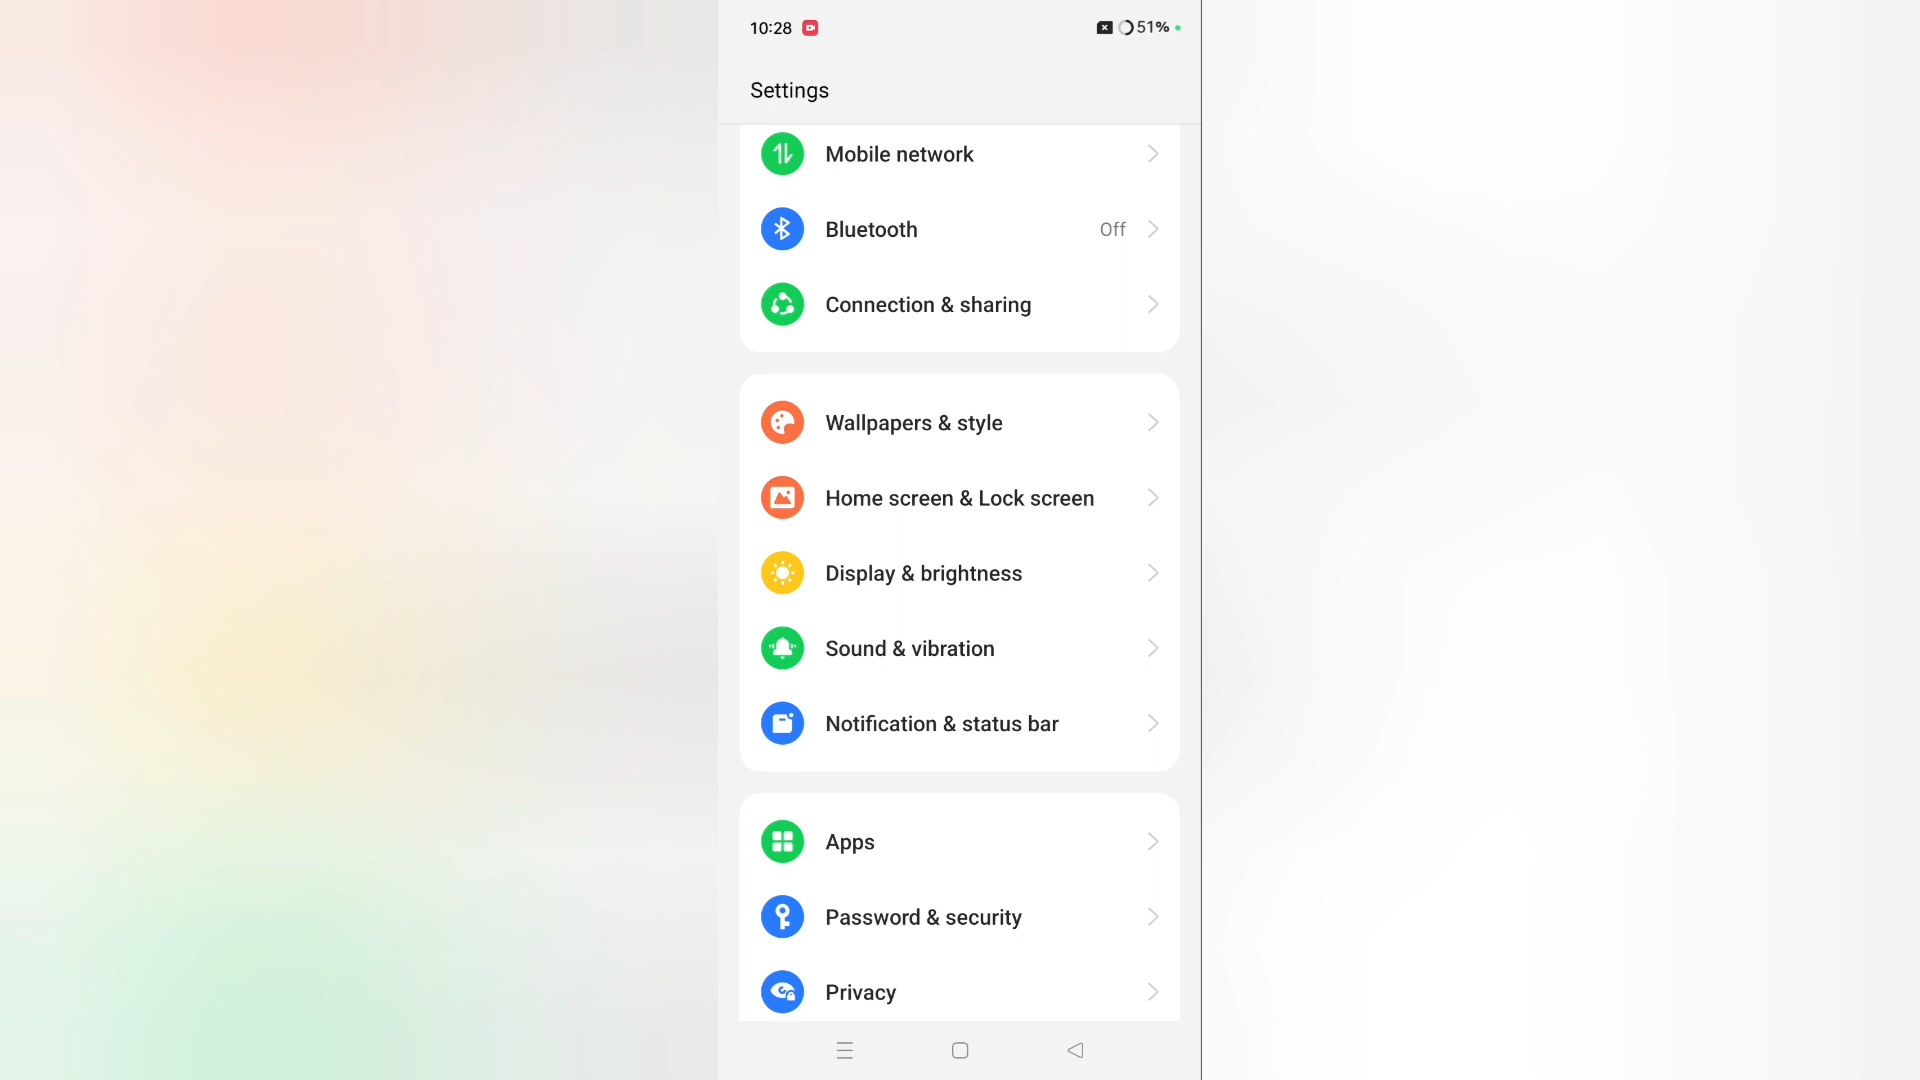 10:28
51%
Settings
Mobile network
Bluetooth Off
Connection & sharing
Wallpapers & style
Home screen & Lock screen
Display & brightness
Sound & vibration
Notification & status bar
Apps
Password & security
Privacy